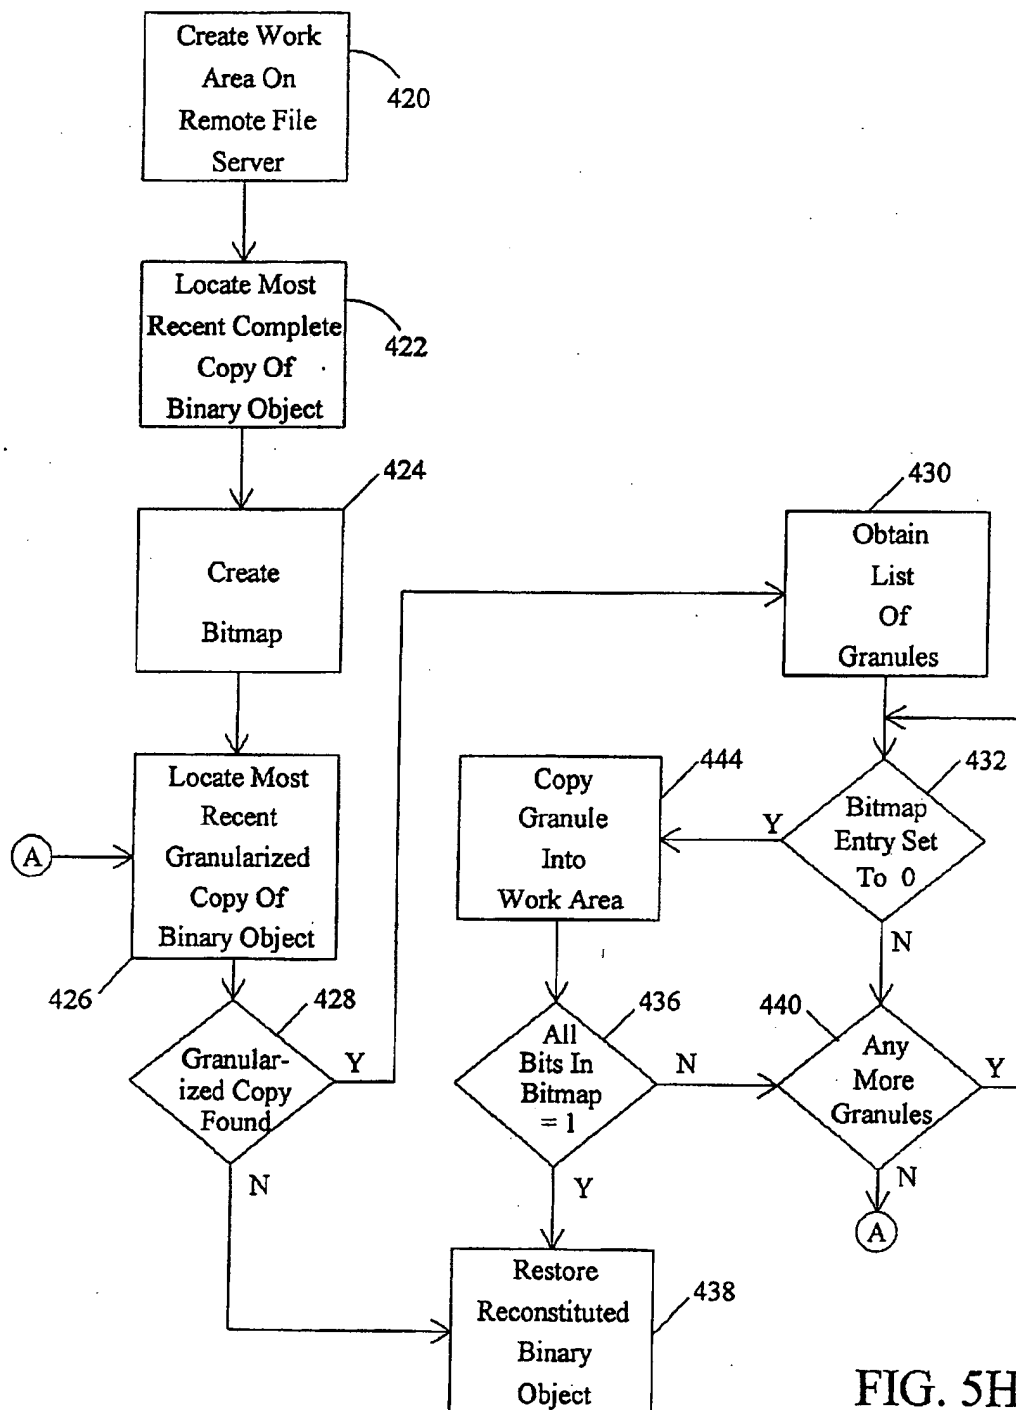 Create Work
Area On
Remote File
Server
420
Locate Most
Recent Complete
Copy Of
Binary Object
422
424
Create
Bitmap
A
Locate Most
Recent
Granularized
Copy Of
Binary Object
426
428
Granular-
ized Copy
Found
Y
N
430
Obtain
List
Of
Granules
432
Bitmap
Entry Set
To 0
Y
N
444
Copy
Granule
Into
Work Area
436
All
Bits In
Bitmap
= 1
N
Y
440
Any
More
Granules
Y
N
A
Restore
Reconstituted
Binary
Object
438
FIG. 5H